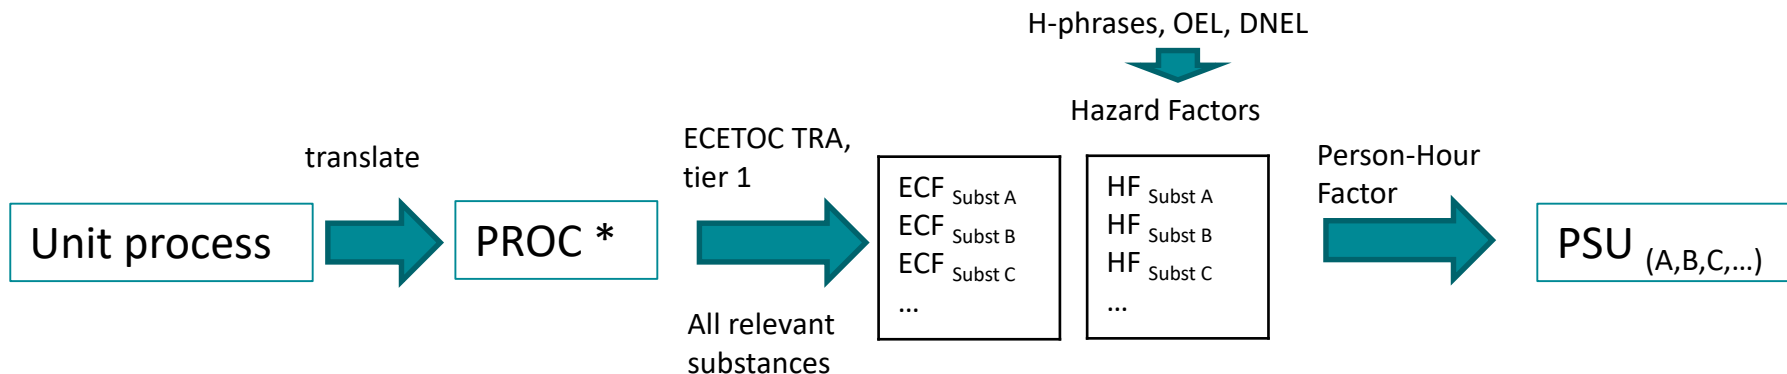 H-phrases, OEL, DNEL
Hazard Factors
translate
ECETOC TRA,
tier 1
Person-Hour
Factor
Unit process
PROC *
ECF Subst A
ECF Subst B
ECF Subst C
...
HF Subst A
HF Subst B
HF Subst C
...
PSU (A,B,C,...)
All relevant
substances